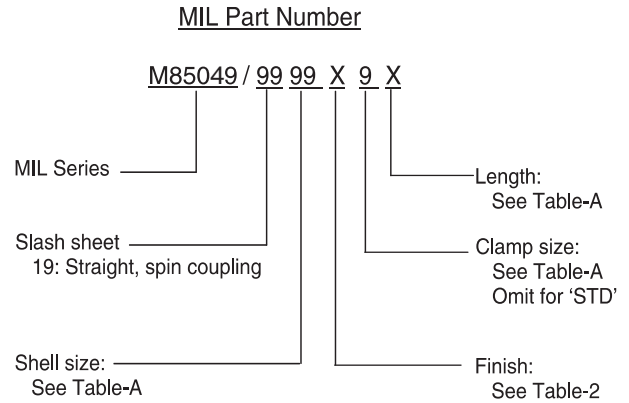 MIL Part Number
M85049 / 99 99 X 9 X
MIL Series
Slash sheet
19: Straight, spin coupling
Shell size:
See Table-A
Length:
See Table-A
Clamp size:
See Table-A
Omit for 'STD'
Finish:
See Table-2